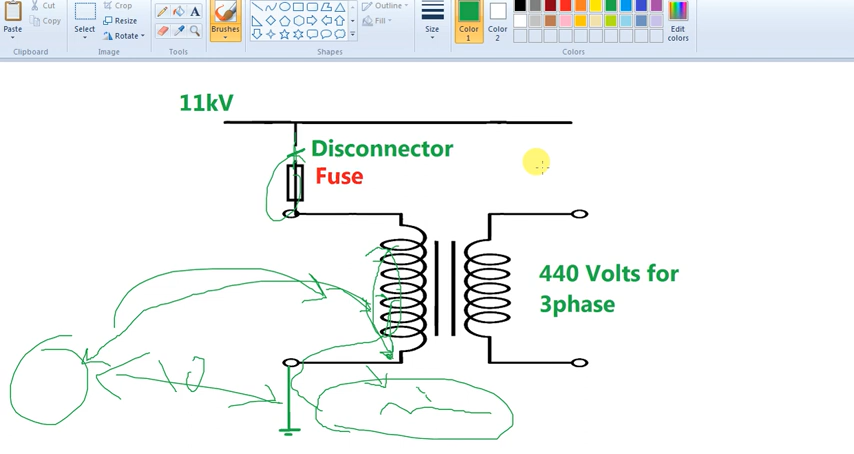 Paste
Cut
Copy
Clipboard
Select
Crop
Resize
Rotate
Image
A
Tools
Brushes
Shapes
Outline
Fill
Size
Color
1
Color
2
Colors
Edit
colors
11kV
Disconnector
Fuse
440 Volts for
3phase